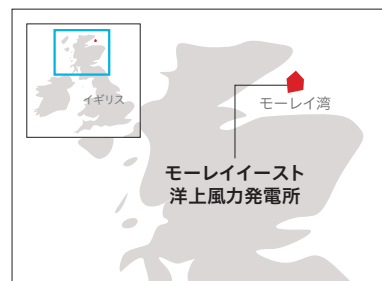 イギリス
モーレイ湾
モーレイイースト
洋上風力発電所